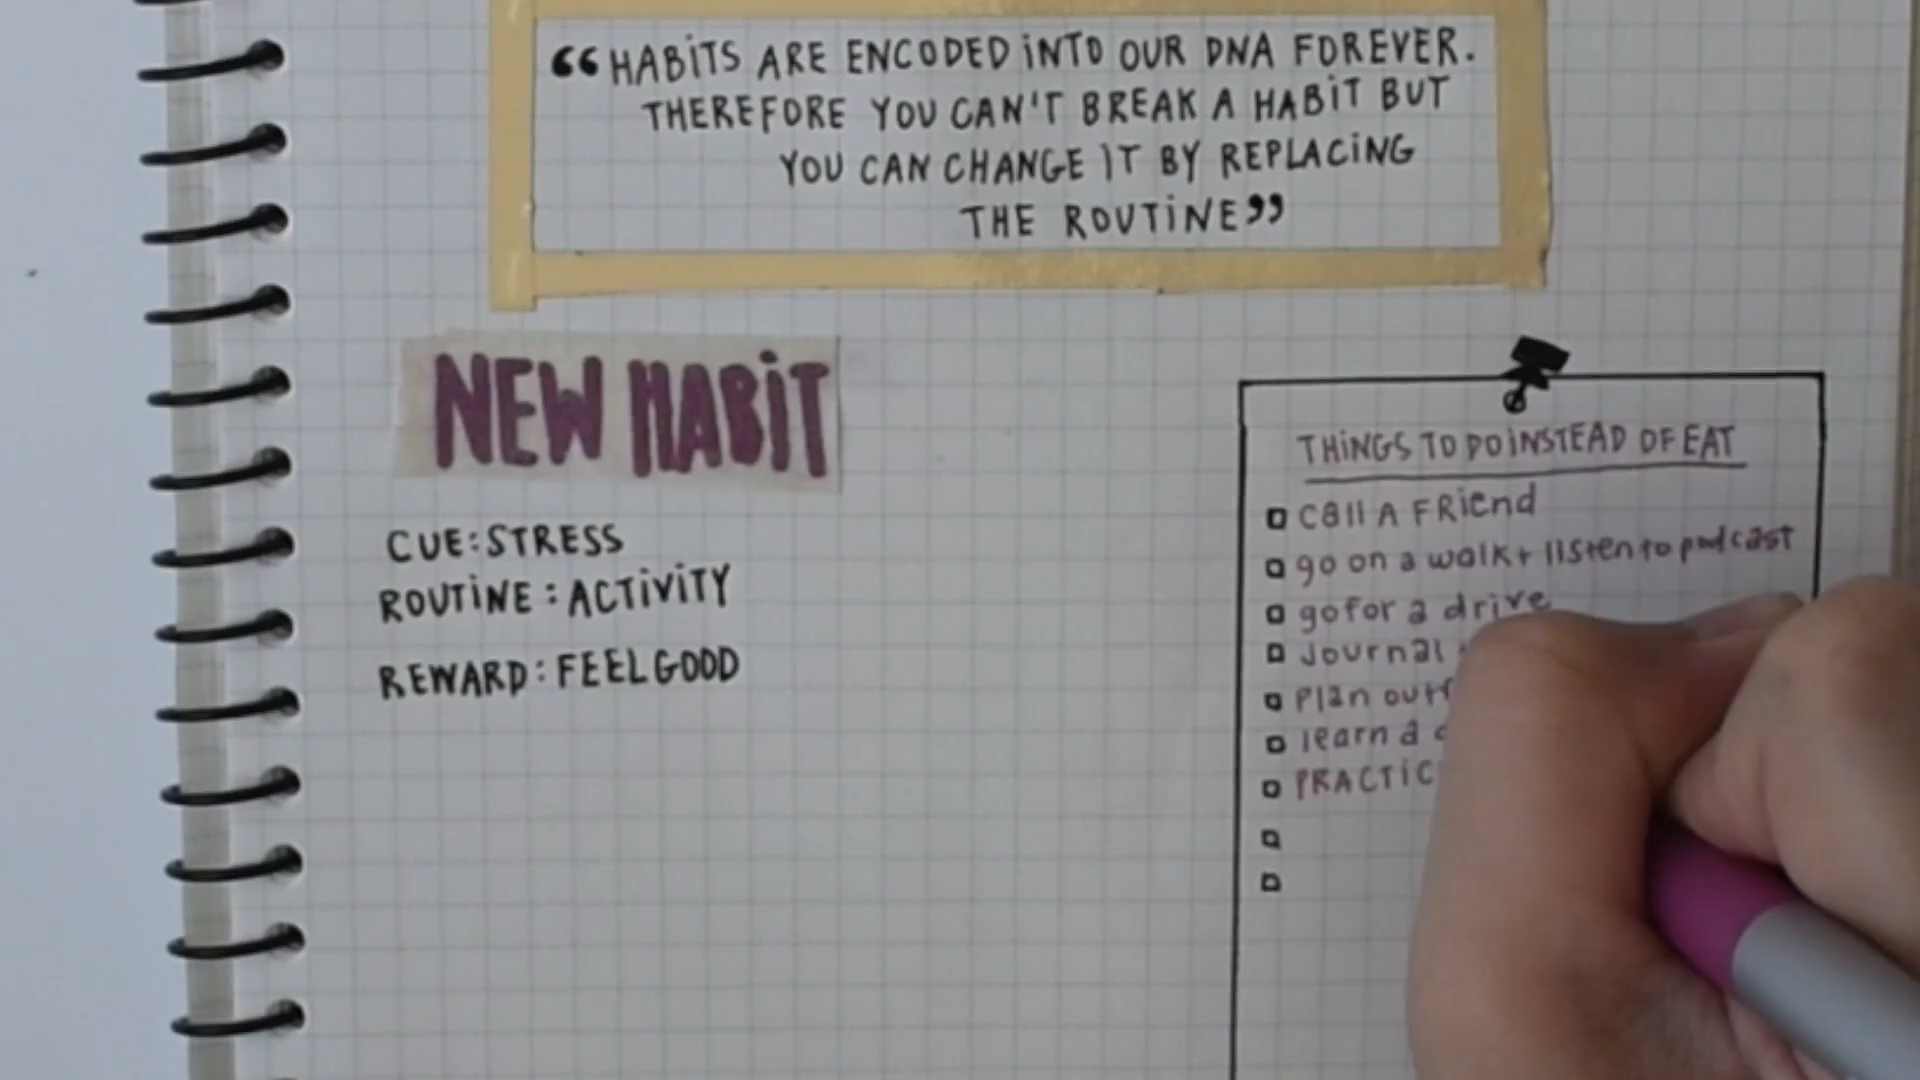 “HABiTS ARE ENCODED iNTO OUR DNA FOREVER.
THEREFORE YOU CAN'T BREAK A HABiT BUT
YOU CAN CHANGE IT BY REPLACiNG
THE ROUTiNE”
NEW HABiT
CUE: STRESS
ROUTiNE: ACTiViTY
REWARD: FEEL GOOD
THiNGS TO DO iNSTEAD OF EAT
call A FRiend
go on a walk + listen to podcast
go for a drive
Journal
Plan
learn a